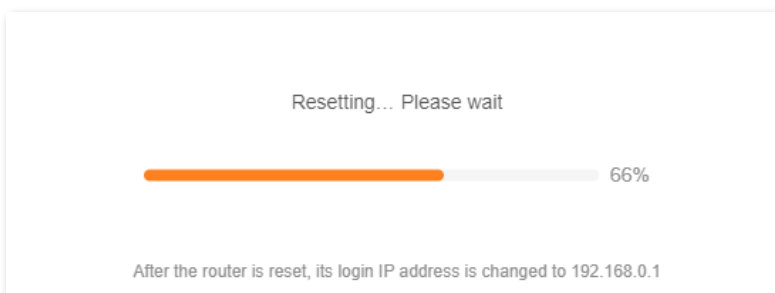 Resetting... Please wait
66%
After the router is reset, its login IP address is changed to 192.168.0.1